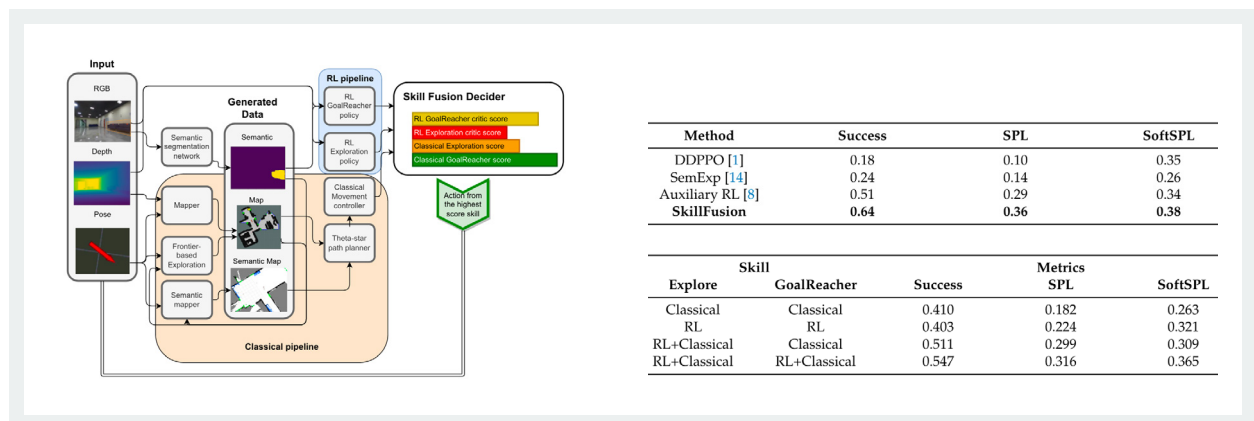 Input
RGB
Depth
Pose
Semantic
segmentation
network
Mapper
Frontier-
based
Exploration
Semantic
mapper
Generated
Data
Semantic
Map
Semantic Map
Classical pipeline
RL pipeline
RL
GoalReacher
policy
RL
Exploration
policy
Classical
Movement
controller
Theta-star
path planner
Skill Fusion Decider
RL GoalReacher critic score
RL Exploration critic score
Classical Exploration score
Classical GoalReacher score
Action from
the highest
score skill
Method Success SPL SoftSPL
DDPPO [1] 0.18 0.10 0.35
SemExp [14] 0.24 0.14 0.26
Auxiliary RL [8] 0.51 0.29 0.34
SkillFusion 0.64 0.36 0.38
Skill Metrics
Explore GoalReacher Success SPL SoftSPL
Classical Classical 0.410 0.182 0.263
RL RL 0.403 0.224 0.321
RL+Classical Classical 0.511 0.299 0.309
RL+Classical RL+Classical 0.547 0.316 0.365